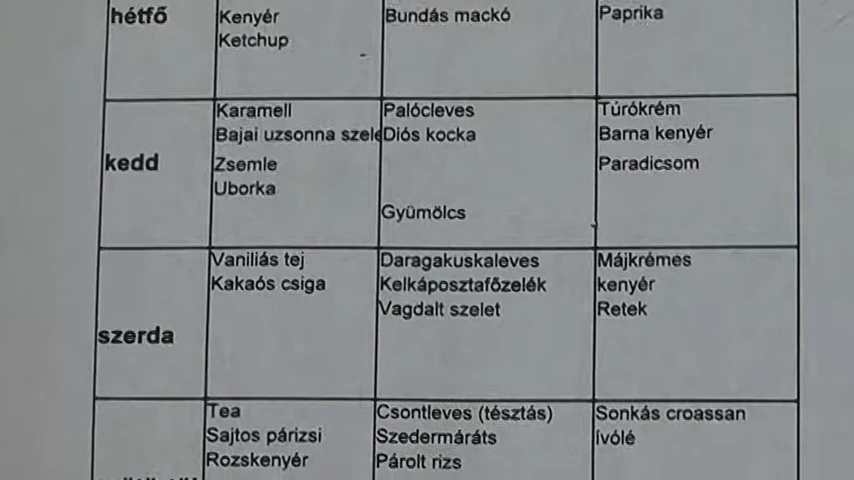 hétfő
Kenyér
Ketchup
Bundás mackó
Paprika
kedd
Karamell
Bajai uzsonna szele
Zsemle
Uborka
Palócleves
Diós kocka
Gyümölcs
Túrókrém
Barna kenyér
Paradicsom
szerda
Vaniliás tej
Kakaós csiga
Daragakuskaleves
Kelkáposztafőzelék
Vagdalt szelet
Májkrémes
kenyér
Retek
Tea
Sajtos párizsi
Rozskenyér
Csontleves (tésztás)
Szedermáráts
Párolt rizs
Sonkás croassan
ívólé